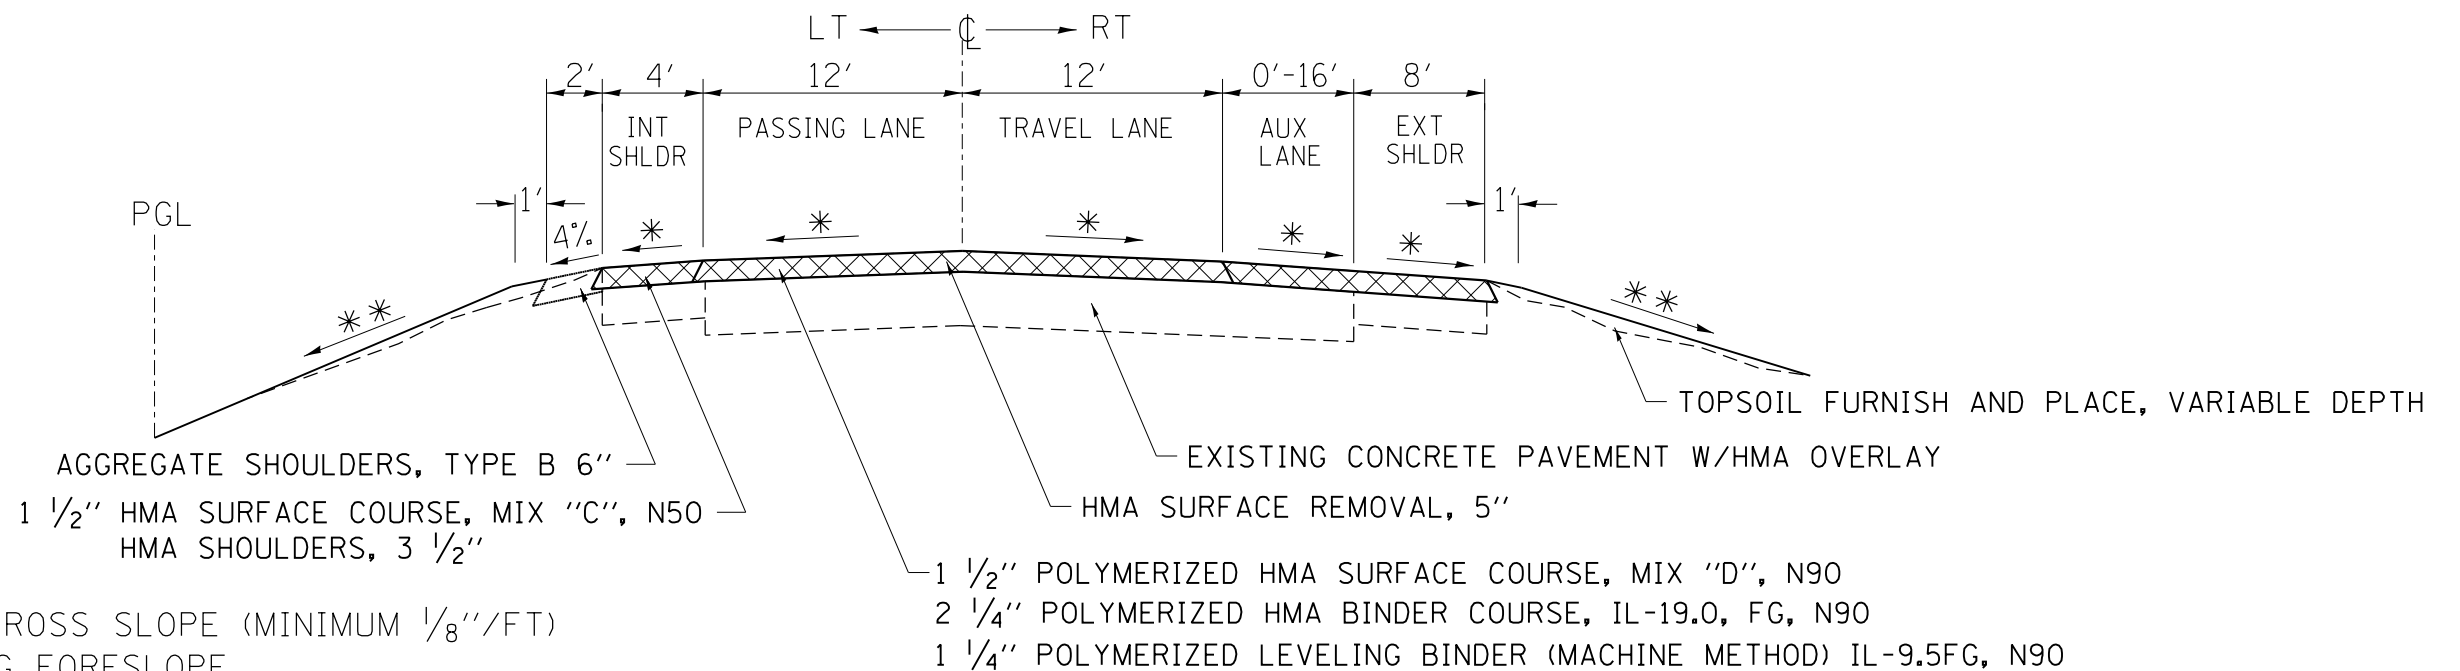 LT ℄ RT
2' 4' 12' 12' 0'-16' 8'
INT PASSING LANE TRAVEL LANE AUX EXT
SHLDR LANE SHLDR
1' 1'
PGL
4% * * * * *
** **
TOPSOIL FURNISH AND PLACE, VARIABLE DEPTH
AGGREGATE SHOULDERS, TYPE B 6"
EXISTING CONCRETE PAVEMENT W/HMA OVERLAY
1 1/2" HMA SURFACE COURSE, MIX "C", N50
HMA SHOULDERS, 3 1/2"
HMA SURFACE REMOVAL, 5"
1 1/2" POLYMERIZED HMA SURFACE COURSE, MIX "D", N90
2 1/4" POLYMERIZED HMA BINDER COURSE, IL-19.0, FG, N90
1 1/4" POLYMERIZED LEVELING BINDER (MACHINE METHOD) IL-9.5FG, N90
ROSS SLOPE (MINIMUM 1/8"/FT)
G FORESLOPE